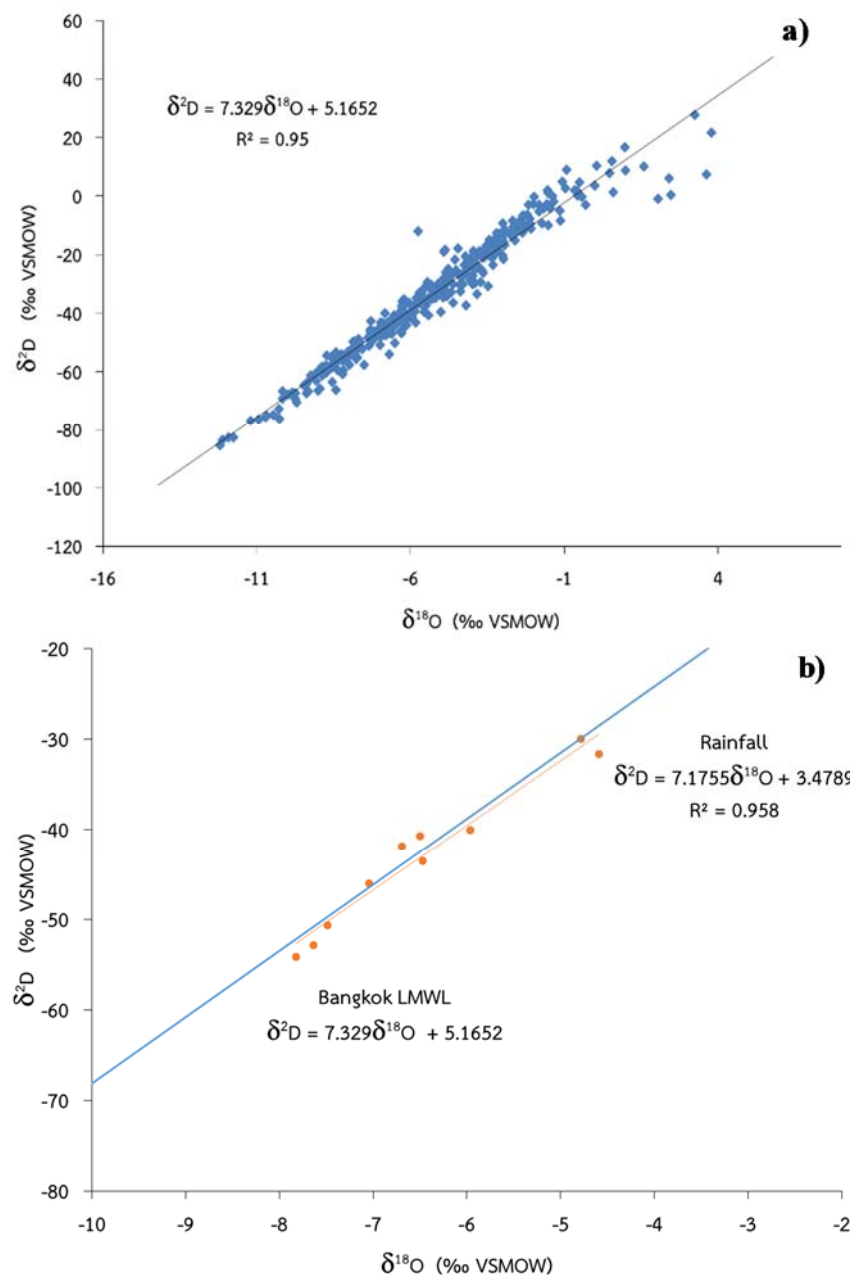 a)
60
40
20
0
-20
-40
-60
-80
-100
-120
δ²D = 7.329δ¹⁸O + 5.1652
R² = 0.95
δ²D (‰ VSMOW)
-16 -11 -6 -1 4
δ¹⁸O (‰ VSMOW)
b)
-20
-30
-40
-50
-60
-70
-80
Rainfall
δ²D = 7.1755δ¹⁸O + 3.4789
R² = 0.958
δ²D (‰ VSMOW)
Bangkok LMWL
δ²D = 7.329δ¹⁸O + 5.1652
-10 -9 -8 -7 -6 -5 -4 -3 -2
δ¹⁸O (‰ VSMOW)